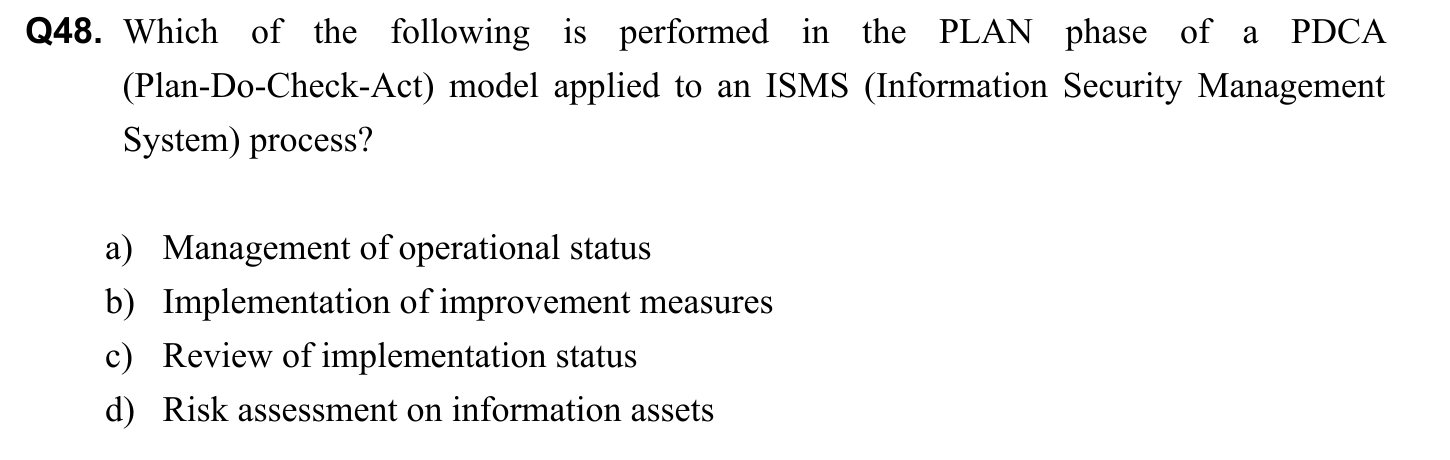 Q48. Which of the following is performed in the PLAN phase of a PDCA
(Plan-Do-Check-Act) model applied to an ISMS (Information Security Management
System) process?
a) Management of operational status
b) Implementation of improvement measures
c) Review of implementation status
d) Risk assessment on information assets